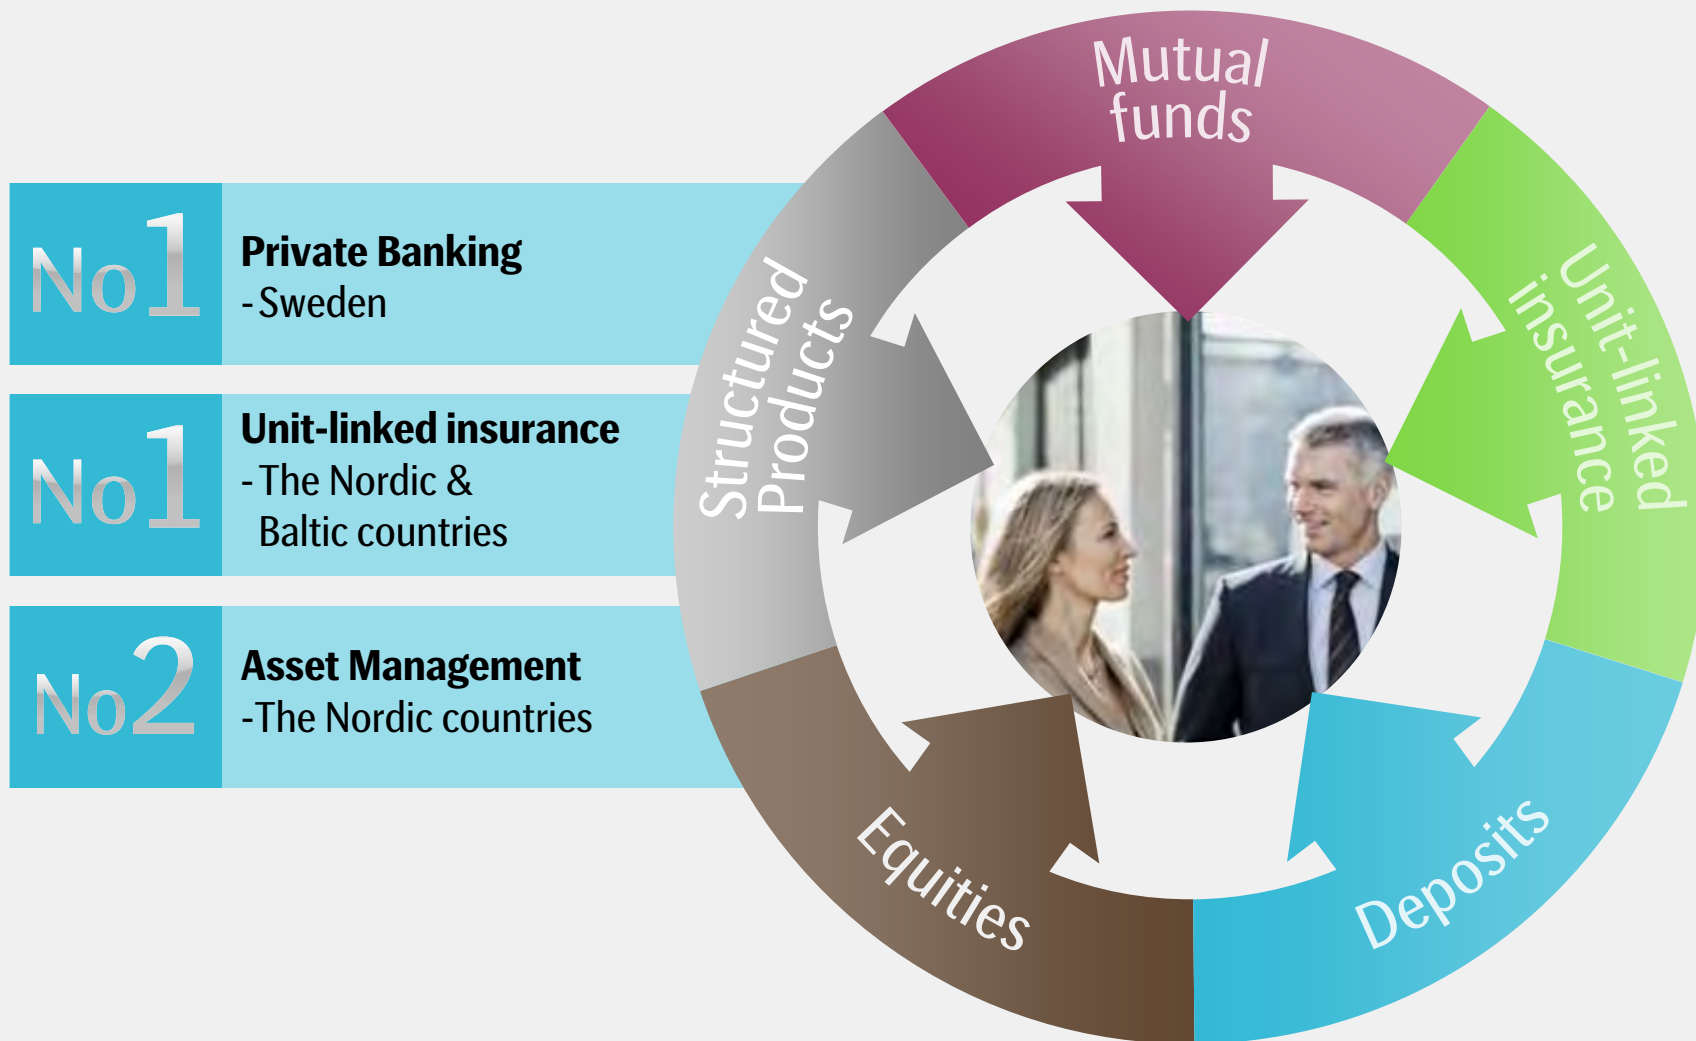 No1
Private Banking
- Sweden
No1
Unit-linked insurance
- The Nordic &
Baltic countries
No2
Asset Management
-The Nordic countries
Mutual
funds
Unit-linked
insurance
Deposits
Equities
Structured
Products